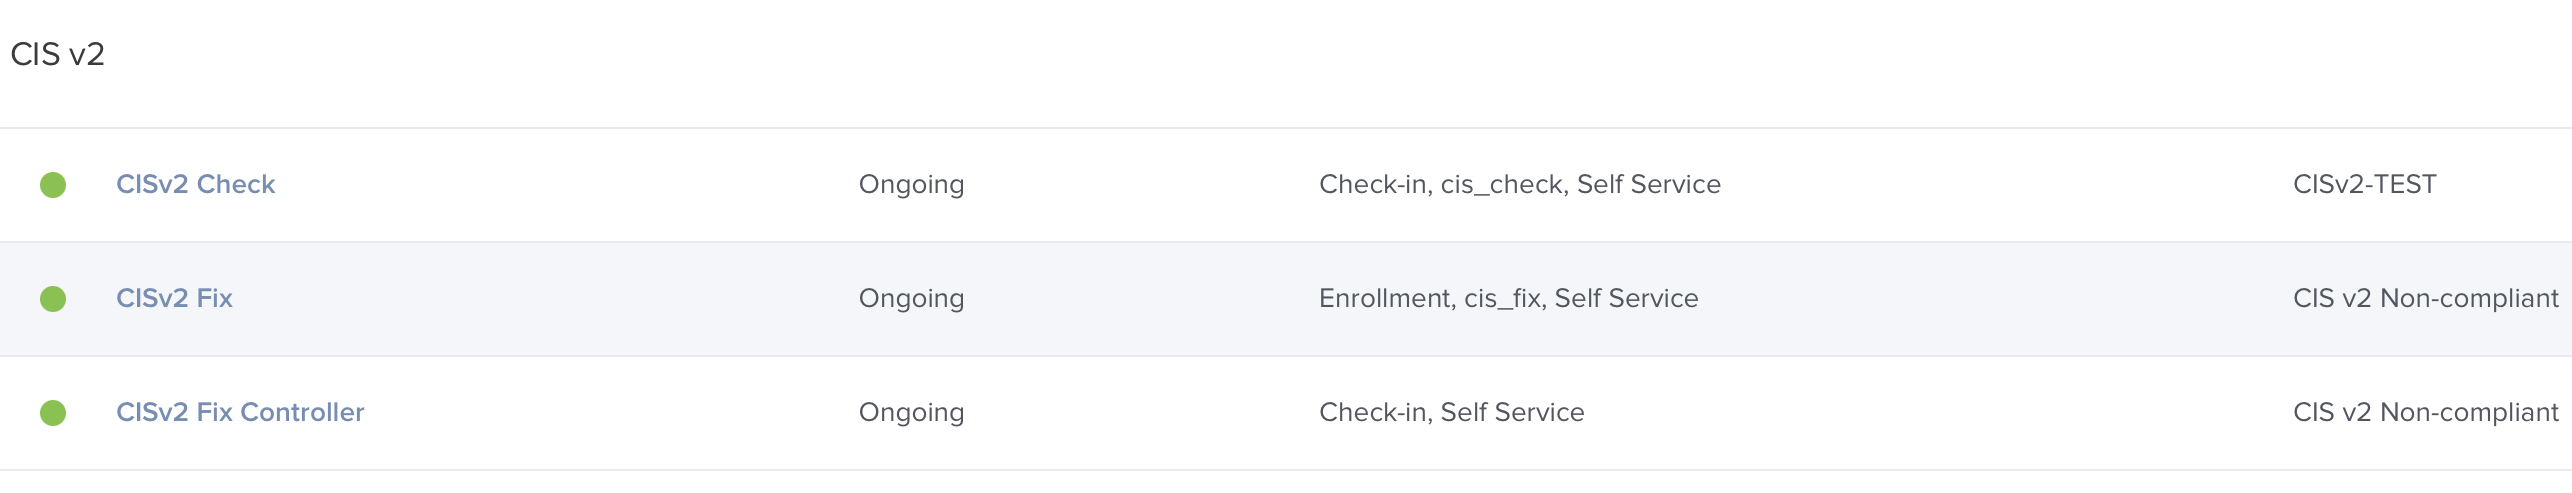 CIS v2
CISv2 Check Ongoing Check-in, cis_check, Self Service CISv2-TEST
CISv2 Fix Ongoing Enrollment, cis_fix, Self Service CIS v2 Non-compliant
CISv2 Fix Controller Ongoing Check-in, Self Service CIS v2 Non-compliant